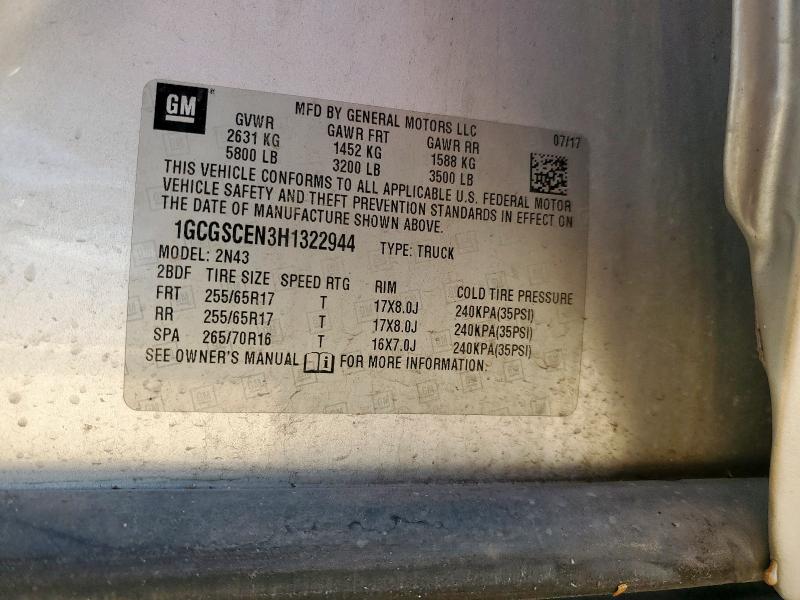 GM
MFD BY GENERAL MOTORS LLC
07/17
GVWR GAWR FRT GAWR RR
2631 KG 1452 KG 1588 KG
5800 LB 3200 LB 3500 LB
THIS VEHICLE CONFORMS TO ALL APPLICABLE U.S. FEDERAL MOTOR
VEHICLE SAFETY AND THEFT PREVENTION STANDARDS IN EFFECT ON
THE DATE OF MANUFACTURE SHOWN ABOVE.
1GCGSCEN3H1322944 TYPE: TRUCK
MODEL: 2N43
2BDF TIRE SIZE SPEED RTG RIM COLD TIRE PRESSURE
FRT 255/65R17 T 17X8.0J 240KPA(35PSI)
RR 255/65R17 T 17X8.0J 240KPA(35PSI)
SPA 265/70R16 T 16X7.0J 240KPA(35PSI)
SEE OWNER'S MANUAL i FOR MORE INFORMATION.